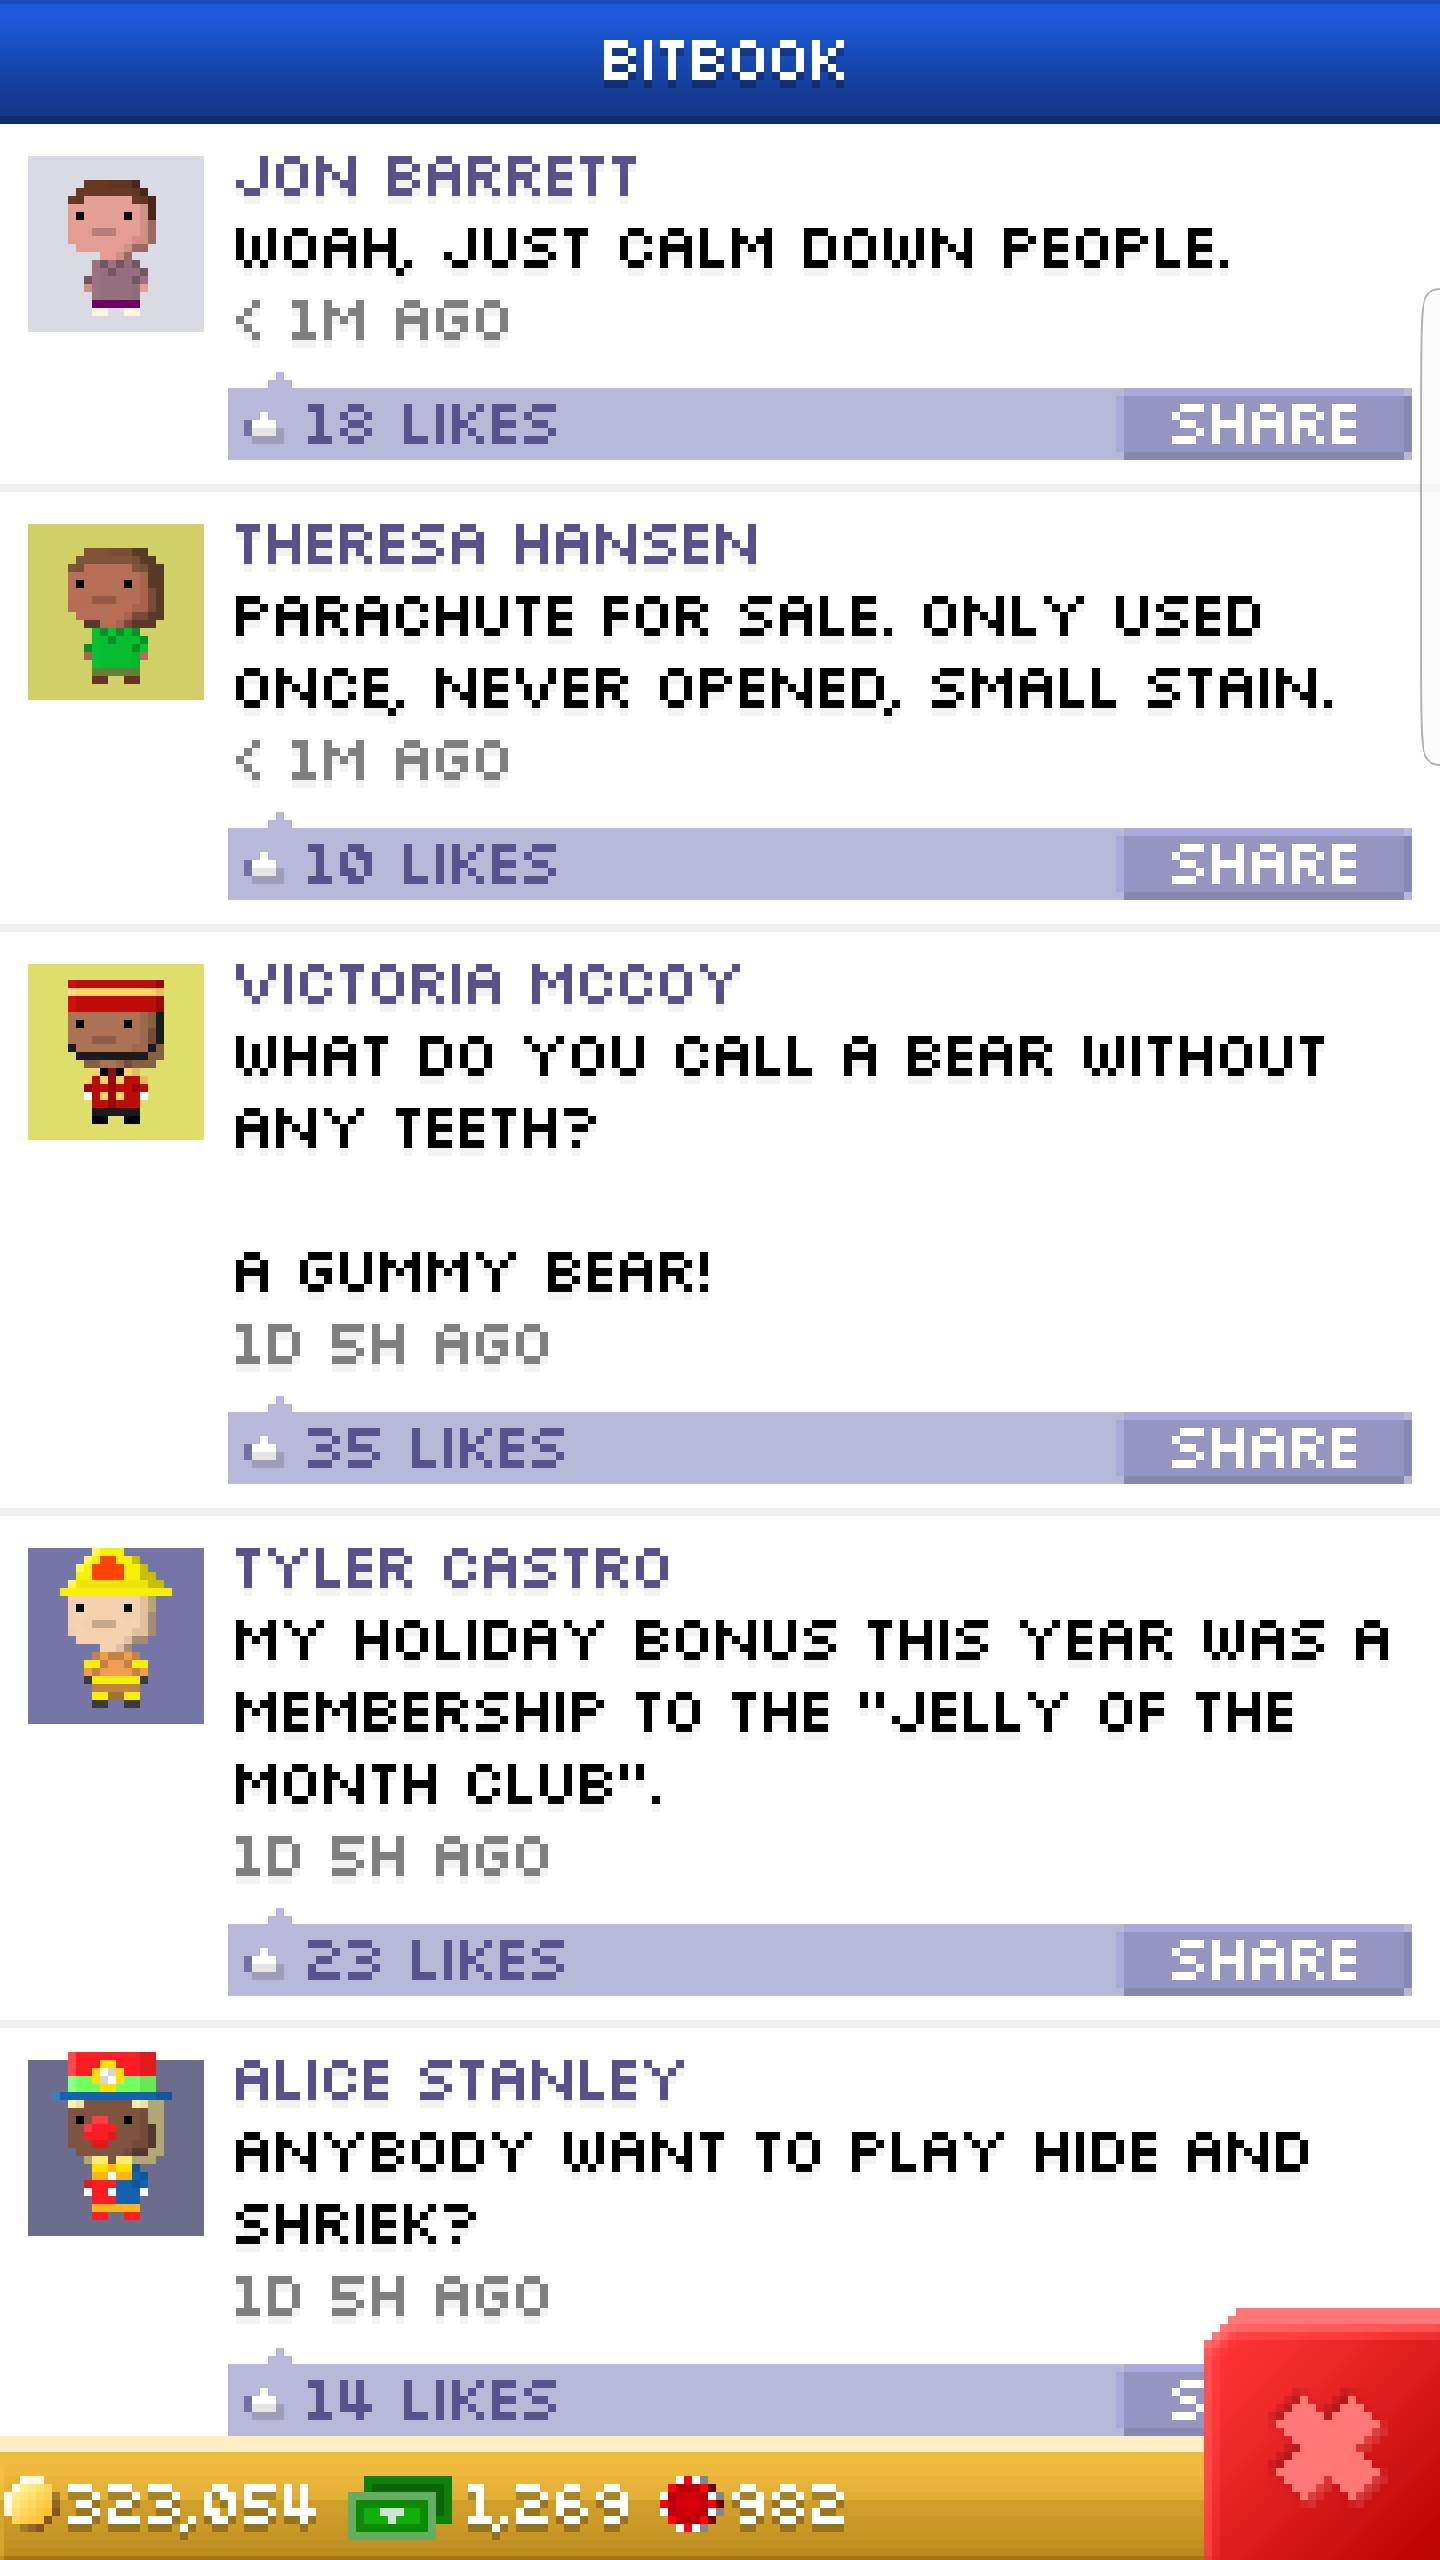 BITBOOK
JON BARRETT
WOAH, JUST CALM DOWN PEOPLE.
< 1M AGO
18 LIKES
SHARE
THERESA HANSEN
PARACHUTE FOR SALE. ONLY USED
ONCE, NEVER OPENED, SMALL STAIN.
< 1M AGO
10 LIKES
SHARE
VICTORIA MCCOY
WHAT DO YOU CALL A BEAR WITHOUT
ANY TEETH?
A GUMMY BEAR!
1D 5H AGO
35 LIKES
SHARE
TYLER CASTRO
MY HOLIDAY BONUS THIS YEAR WAS A
MEMBERSHIP TO THE "JELLY OF THE
MONTH CLUB".
1D 5H AGO
23 LIKES
SHARE
ALICE STANLEY
ANYBODY WANT TO PLAY HIDE AND
SHRIEK?
1D 5H AGO
14 LIKES
S
323,054 1,269 982